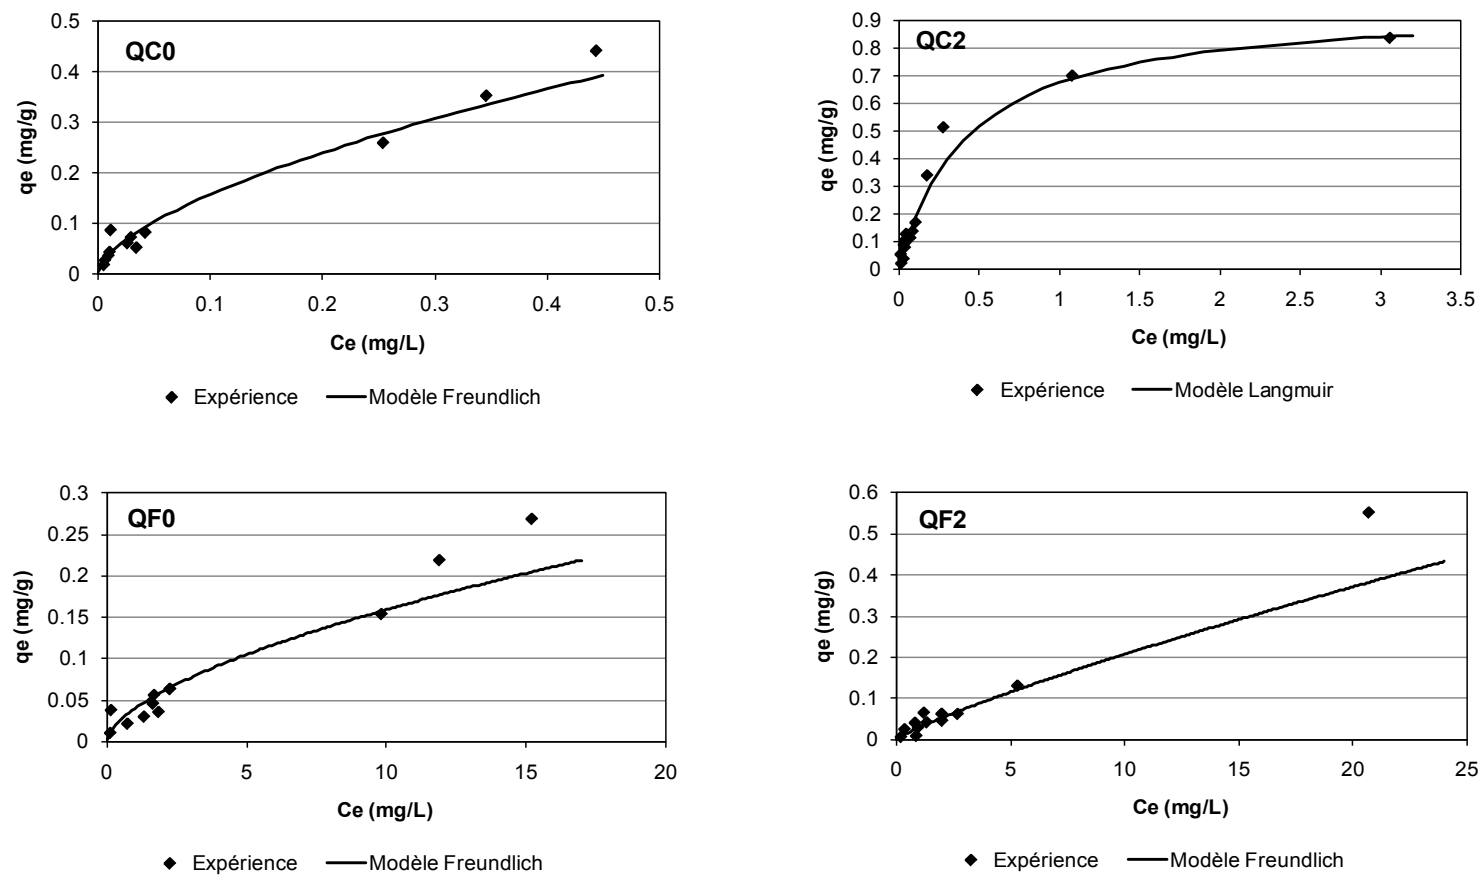 QC0
qe (mg/g)
0.5
0.4
0.3
0.2
0.1
0
0 0.1 0.2 0.3 0.4 0.5
Ce (mg/L)
Expérience Modèle Freundlich
QC2
qe (mg/g)
0.9
0.8
0.7
0.6
0.5
0.4
0.3
0.2
0.1
0
0 0.5 1 1.5 2 2.5 3 3.5
Ce (mg/L)
Expérience Modèle Langmuir
QF0
qe (mg/g)
0.3
0.25
0.2
0.15
0.1
0.05
0
0 5 10 15 20
Ce (mg/L)
Expérience Modèle Freundlich
QF2
qe (mg/g)
0.6
0.5
0.4
0.3
0.2
0.1
0
0 5 10 15 20 25
Ce (mg/L)
Expérience Modèle Freundlich